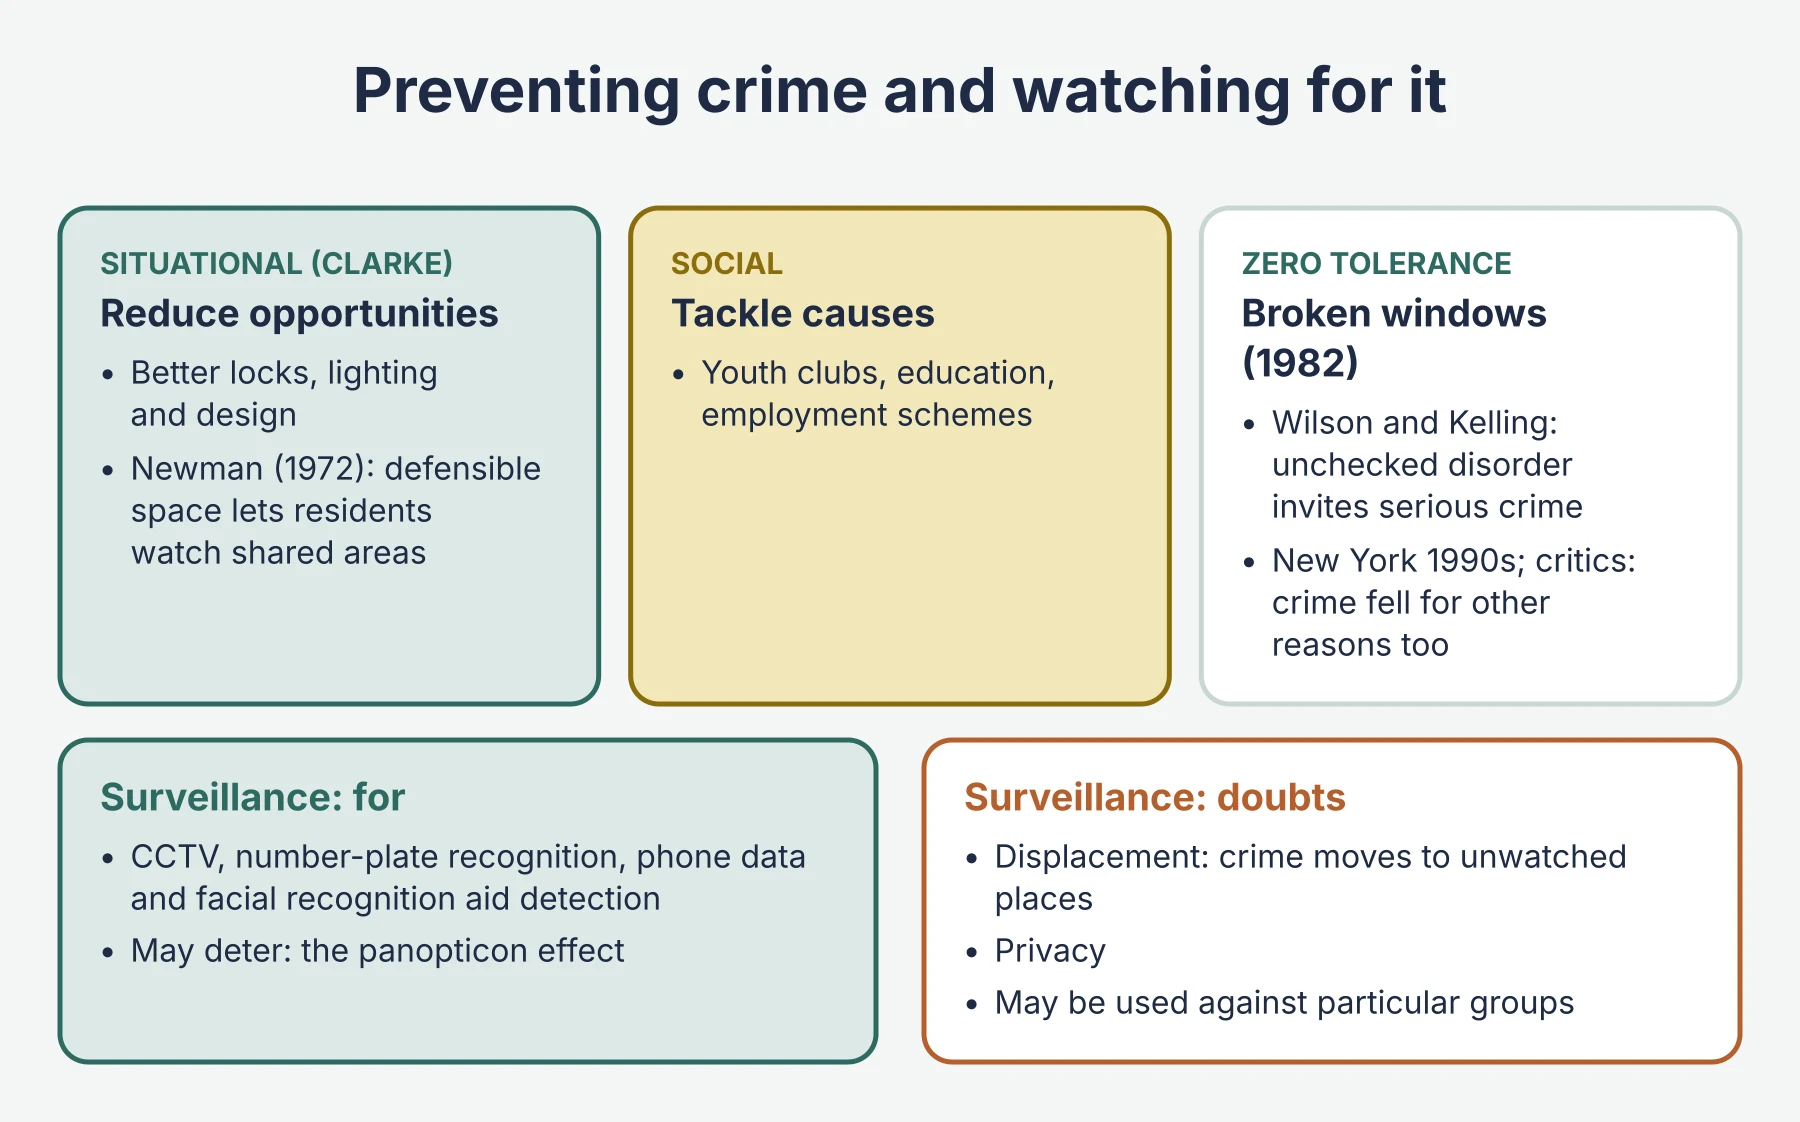 Preventing crime and watching for it
SITUATIONAL (CLARKE)
Reduce opportunities
• Better locks, lighting
and design
• Newman (1972): defensible
space lets residents
watch shared areas
SOCIAL
Tackle causes
• Youth clubs, education,
employment schemes
ZERO TOLERANCE
Broken windows
(1982)
• Wilson and Kelling:
unchecked disorder
invites serious crime
• New York 1990s; critics:
crime fell for other
reasons too
Surveillance: for
• CCTV, number-plate recognition, phone data
and facial recognition aid detection
• May deter: the panopticon effect
Surveillance: doubts
• Displacement: crime moves to unwatched
places
• Privacy
• May be used against particular groups